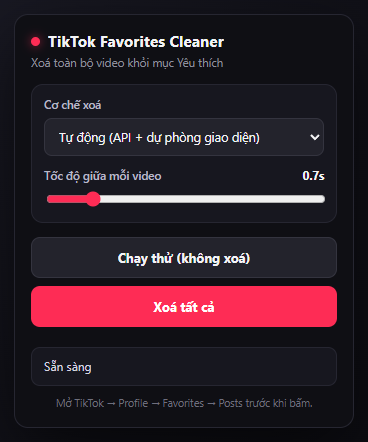 TikTok Favorites Cleaner
Xoá toàn bộ video khỏi mục Yêu thích
Cơ chế xoá
Tự động (API + dự phòng giao diện)
Tốc độ giữa mỗi video 0.7s
Chạy thử (không xoá)
Xoá tất cả
Sẵn sàng
Mở TikTok → Profile → Favorites → Posts trước khi bấm.